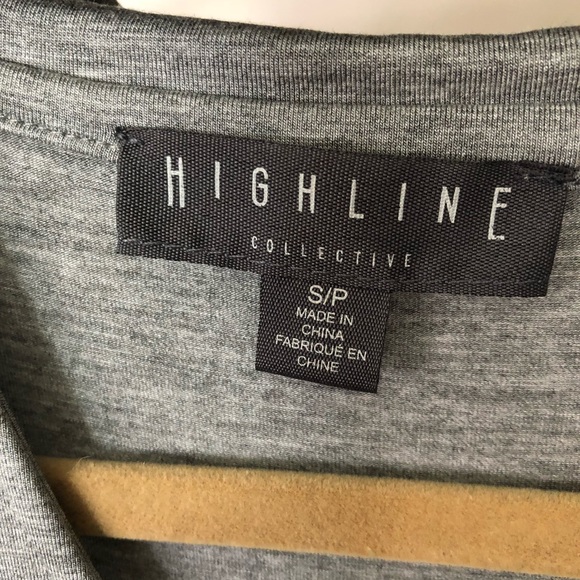 HIGHLINE
COLLECTIVE
S/P
MADE IN
CHINA
FABRIQUÉ EN
CHINE